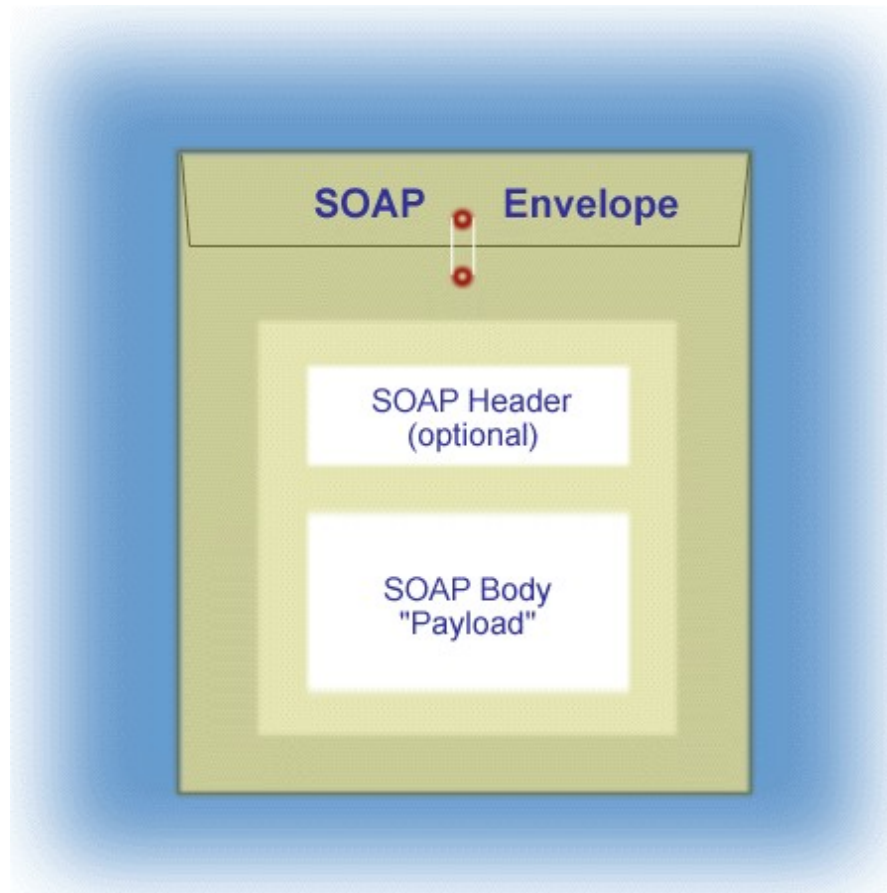 SOAP Envelope
SOAP Header
(optional)
SOAP Body
"Payload"